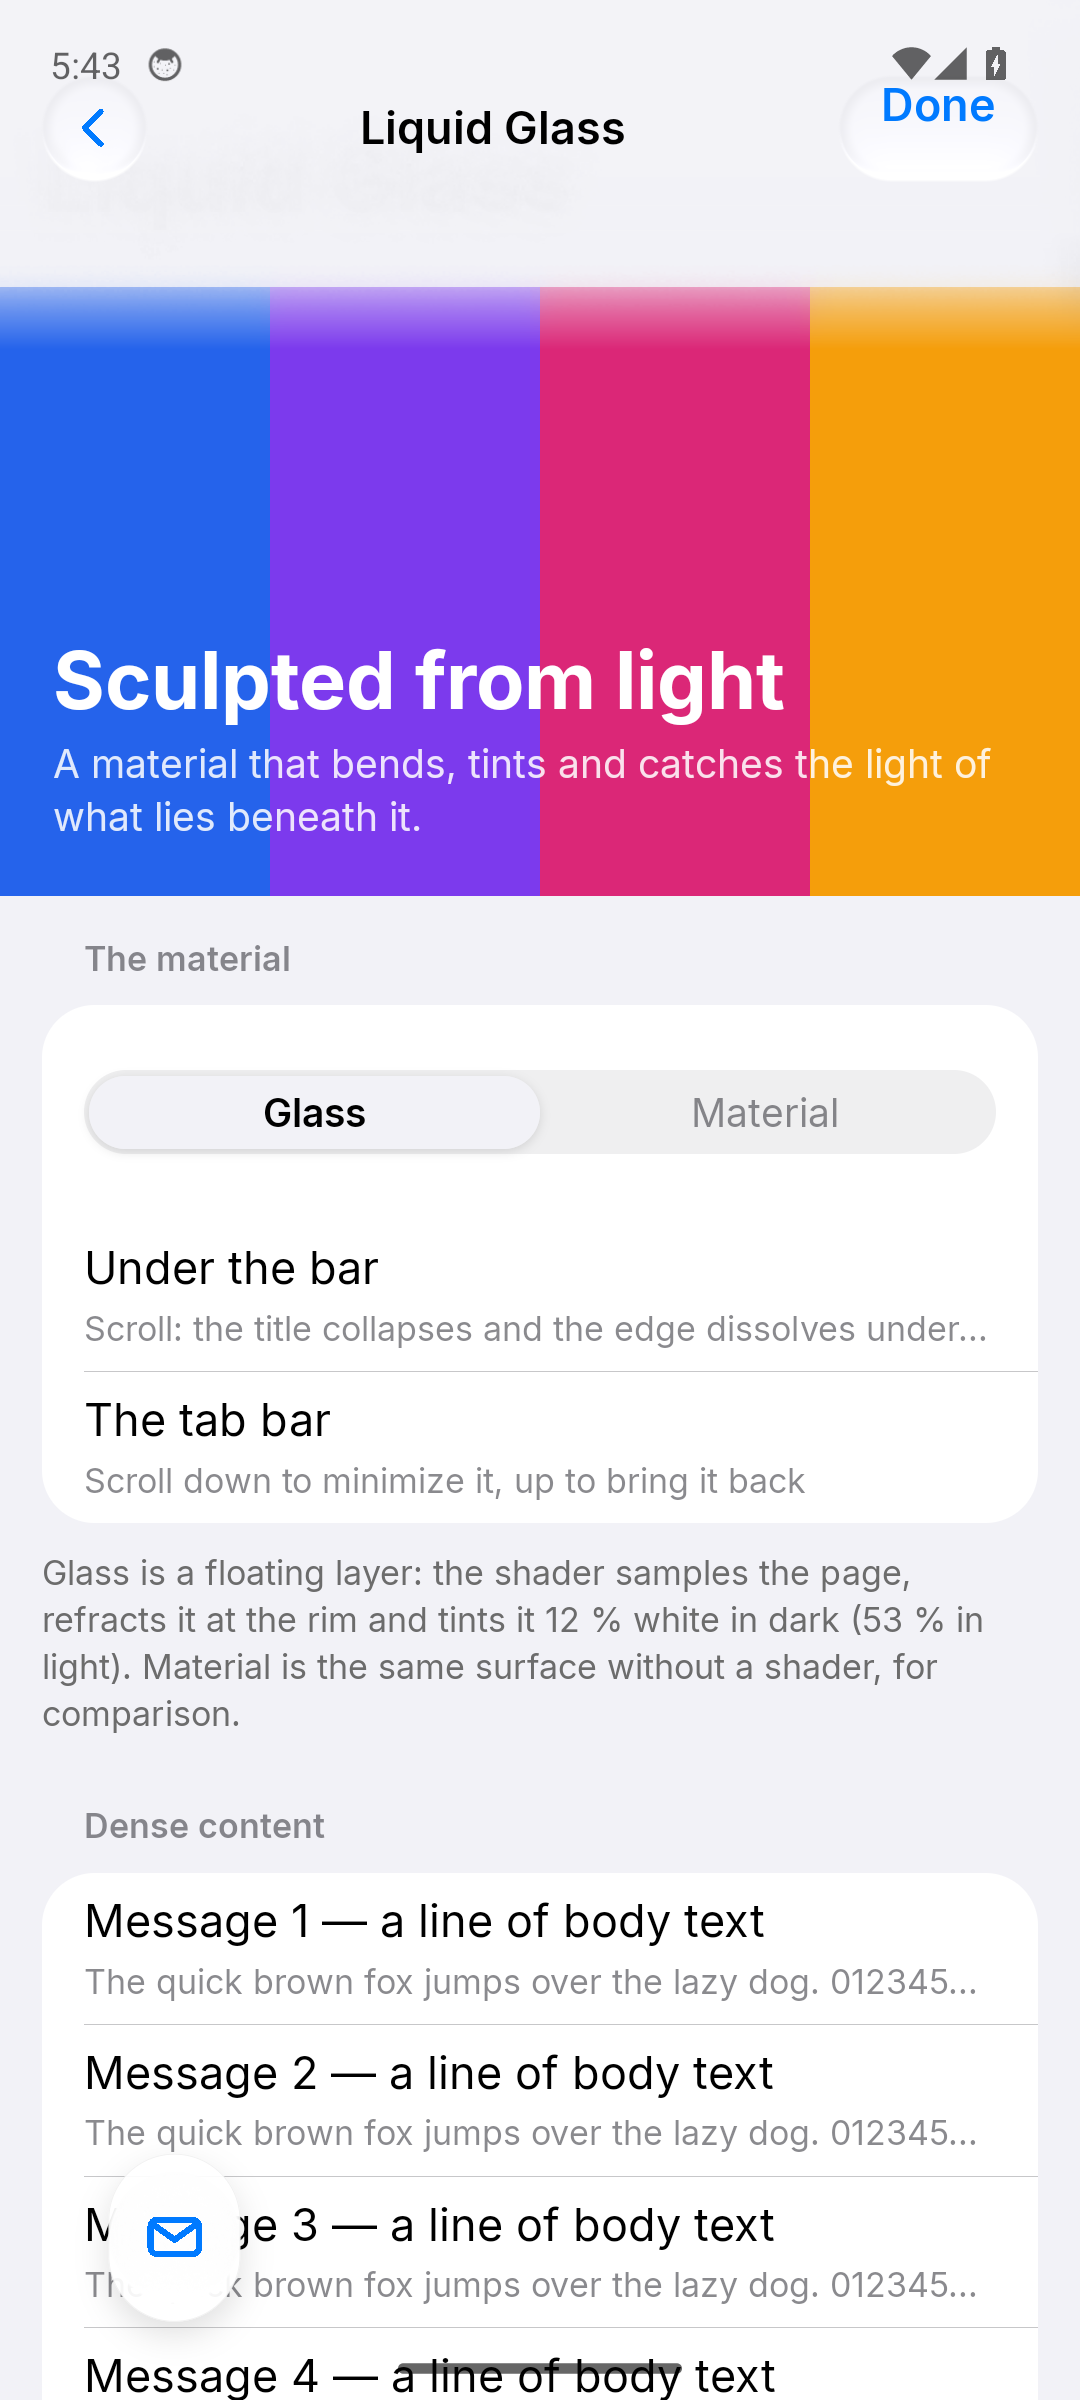 5:43
Liquid Glass
Done
Sculpted from light
A material that bends, tints and catches the light of
what lies beneath it.
The material
Glass
Material
Under the bar
Scroll: the title collapses and the edge dissolves under...
The tab bar
Scroll down to minimize it, up to bring it back
Glass is a floating layer: the shader samples the page,
refracts it at the rim and tints it 12 % white in dark (53 % in
light). Material is the same surface without a shader, for
comparison.
Dense content
Message 1 — a line of body text
The quick brown fox jumps over the lazy dog. 012345...
Message 2 — a line of body text
The quick brown fox jumps over the lazy dog. 012345...
3 — a line of body text
brown fox jumps over the lazy dog. 012345...
Message 4 — a line of body text